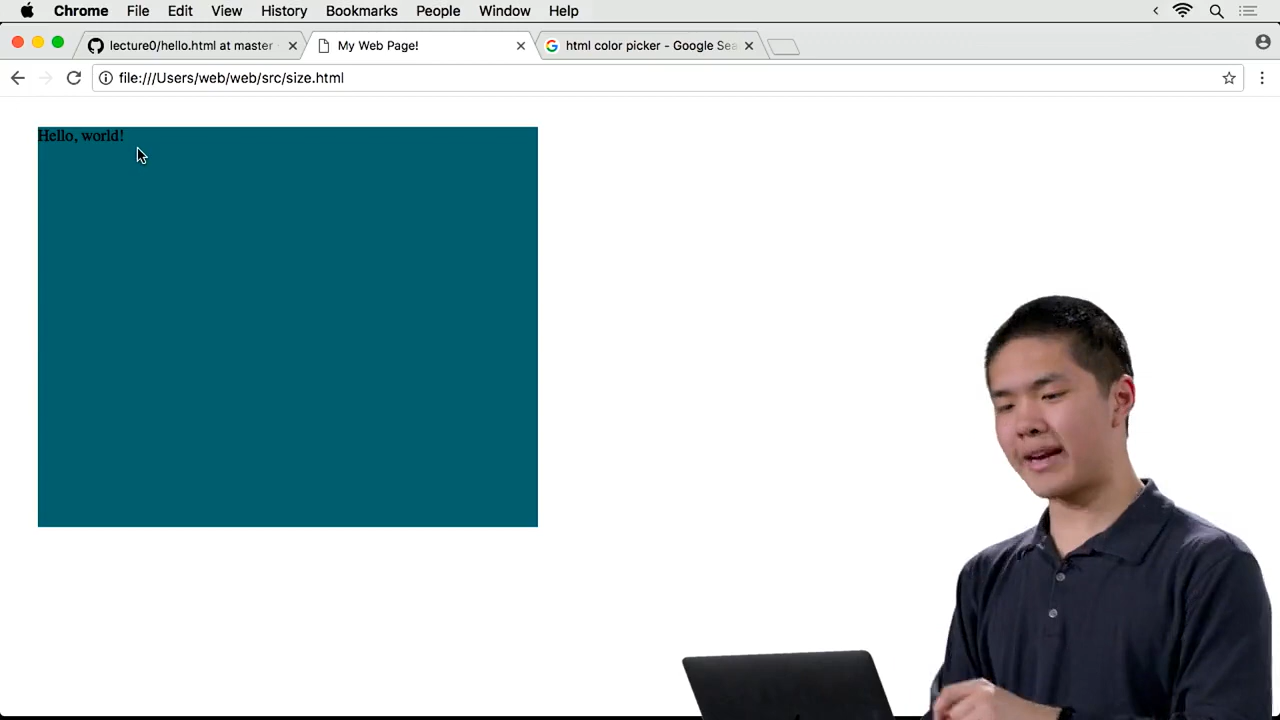 Chrome File Edit View History Bookmarks People Window Help
lecture0/hello.html at master
My Web Page!
html color picker - Google Sea
file:///Users/web/web/src/size.html
Hello, world!